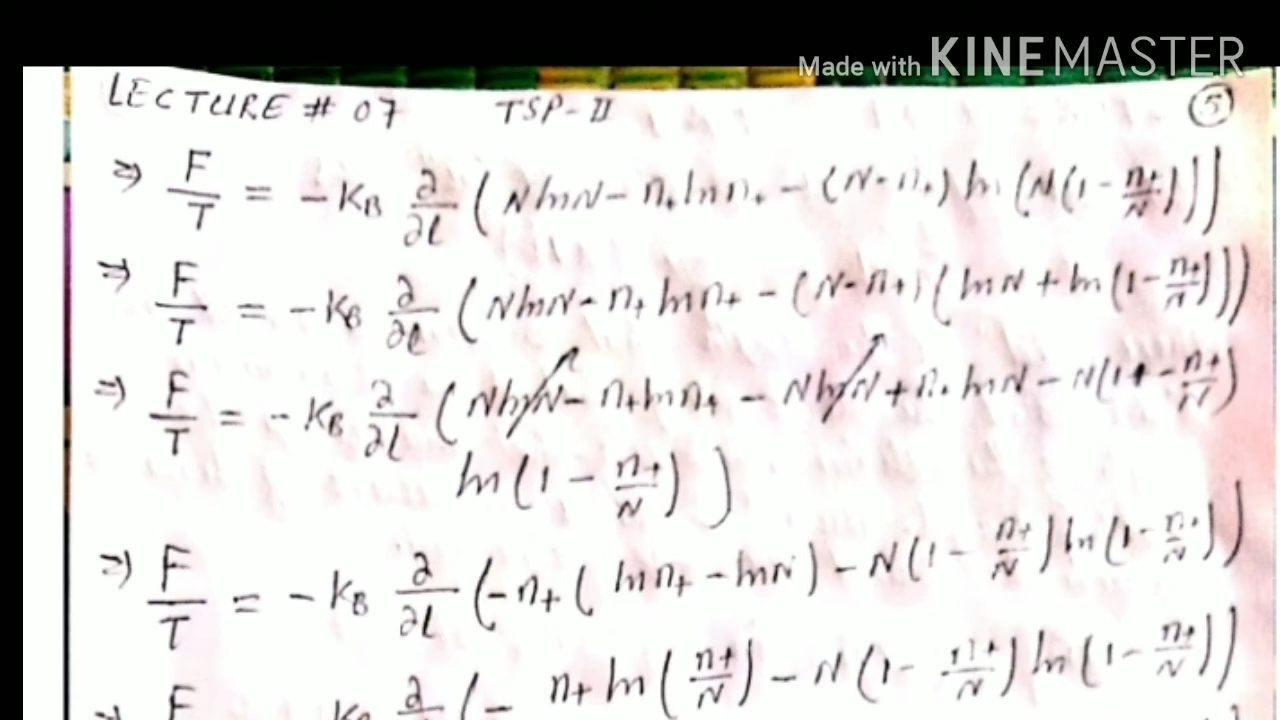 Made with KINEMASTER
LECTURE # 07 TSP-II (5)
⇒ F/T = -K_B ∂/∂L (N ln N - n₊ ln n₊ - (N - n₊) ln (N(1 - n₊/N)))
⇒ F/T = -K_B ∂/∂L (N ln N - n₊ ln n₊ - (N - n₊) (ln N + ln (1 - n₊/N)))
⇒ F/T = -K_B ∂/∂L (N ln N - n₊ ln n₊ - N ln N + n₊ ln N - N(1 - n₊/N)
ln (1 - n₊/N))
⇒ F/T = -K_B ∂/∂L (-n₊ (ln n₊ - ln N) - N(1 - n₊/N) ln (1 - n₊/N))
⇒ F K_B ∂/∂L (- n₊ ln (n₊/N) - N (1 - n₊/N) ln (1 - n₊/N))